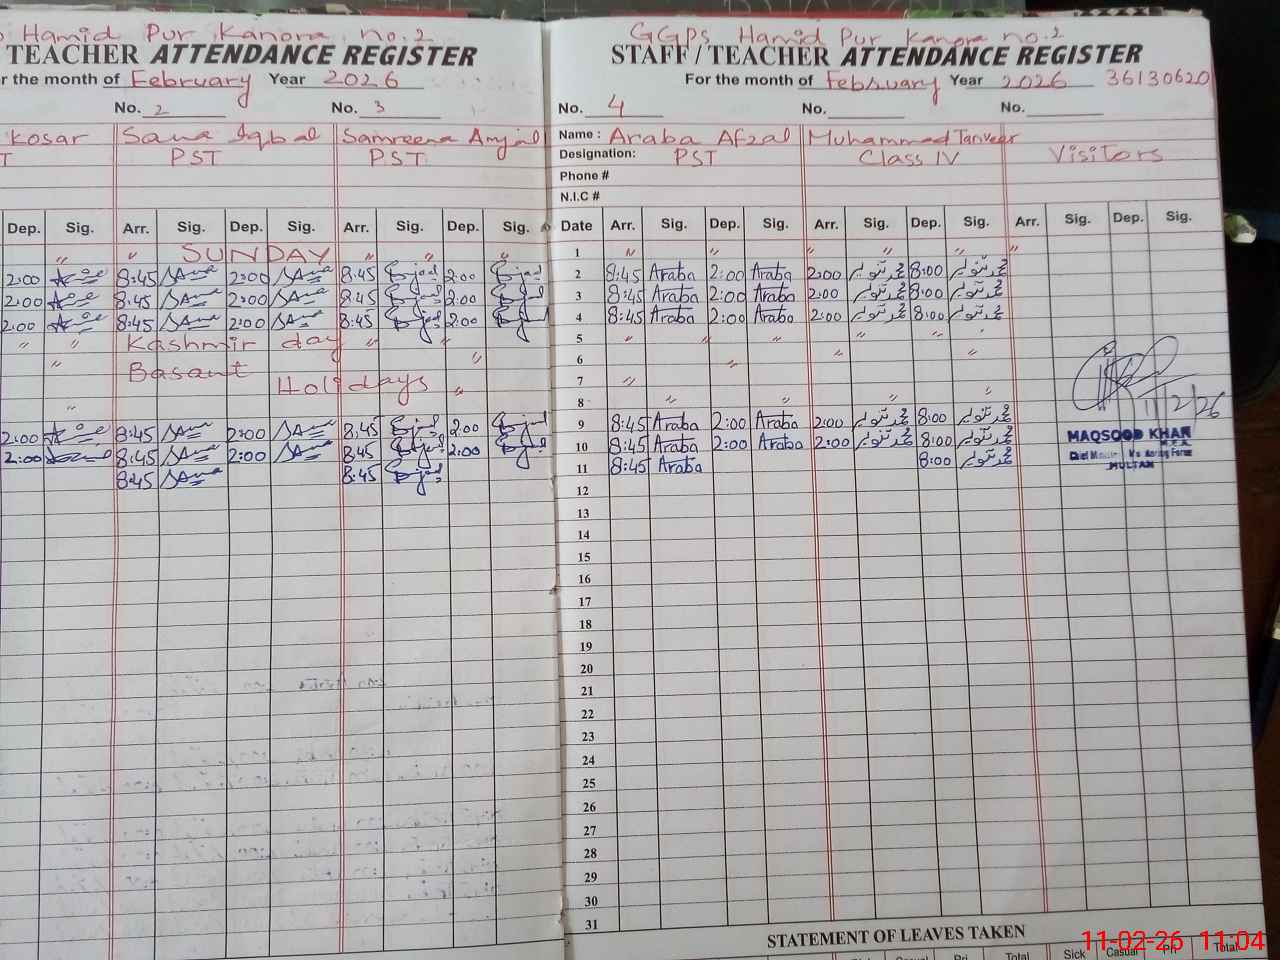 Hamid Pur Kanora no.2
TEACHER ATTENDANCE REGISTER
For the month of February Year 2026
No. 2 No. 3
Kosar Sana Iqbal Samreena Amjad
PST PST
Dep. Sig. Arr. Sig. Dep. Sig. Arr. Sig. Dep. Sig.
" " SUNDAY " "
2:00 8:45 Sana 2:00 Sana 8:45 2:00
2:00 8:45 Sana 2:00 Sana 8:45 2:00
2:00 8:45 Sana 2:00 Sana 8:45 2:00
" " Kashmir day " "
" Basant "
Holidays "
"
2:00 8:45 Sana 2:00 Sana 8:45 2:00
2:00 8:45 Sana 2:00 Sana 8:45 2:00
8:45 Sana 8:45
GGPS Hamid Pur Kanora no.2
STAFF / TEACHER ATTENDANCE REGISTER
For the month of February Year 2026 36130620
No. 4 No. No.
Name : Araba Afzal Muhammad Tanveer
Designation: PST Class IV Visitors
Phone #
N.I.C #
Date Arr. Sig. Dep. Sig. Arr. Sig. Dep. Sig. Arr. Sig. Dep. Sig.
1 " " " " " "
2 8:45 Araba 2:00 Araba 2:00 محمد تنویر 8:00 محمد تنویر
3 8:45 Araba 2:00 Araba 2:00 محمد تنویر 8:00 محمد تنویر
4 8:45 Araba 2:00 Araba 2:00 محمد تنویر 8:00 محمد تنویر
5 " " " " " "
6 " " "
7 "
8 " " "
9 8:45 Araba 2:00 Araba 2:00 محمد تنویر 8:00 محمد تنویر
10 8:45 Araba 2:00 Araba 2:00 محمد تنویر 8:00 محمد تنویر
11 8:45 Araba 8:00 محمد تنویر
11/2/26
MAQSOOD KHAN
MULTAN
12
13
14
15
16
17
18
19
20
21
22
23
24
25
26
27
28
29
30
31
STATEMENT OF LEAVES TAKEN
Total Sick Casual Pri Total
11-02-26 11:04